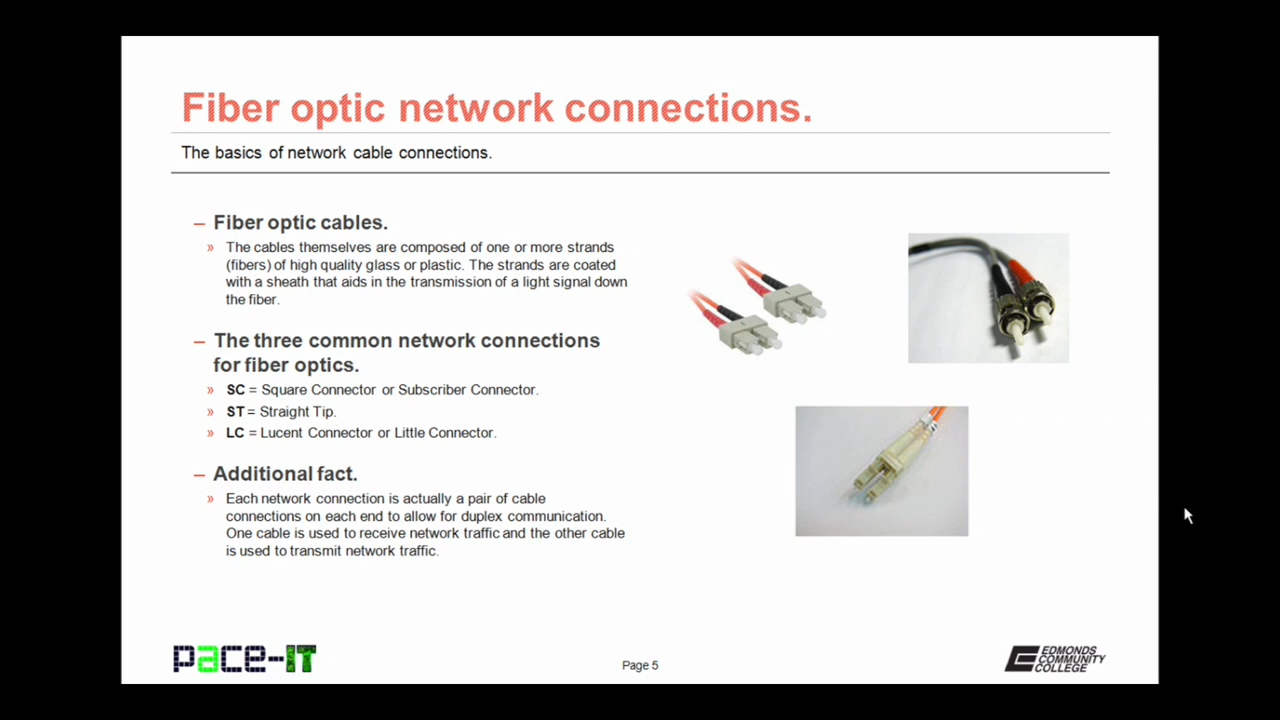 Fiber optic network connections.
The basics of network cable connections.
– Fiber optic cables.
» The cables themselves are composed of one or more strands
(fibers) of high quality glass or plastic. The strands are coated
with a sheath that aids in the transmission of a light signal down
the fiber.
– The three common network connections
for fiber optics.
» SC = Square Connector or Subscriber Connector.
» ST = Straight Tip.
» LC = Lucent Connector or Little Connector.
– Additional fact.
» Each network connection is actually a pair of cable
connections on each end to allow for duplex communication.
One cable is used to receive network traffic and the other cable
is used to transmit network traffic.
pace-IT
Page 5
EDMONDS
COMMUNITY
COLLEGE